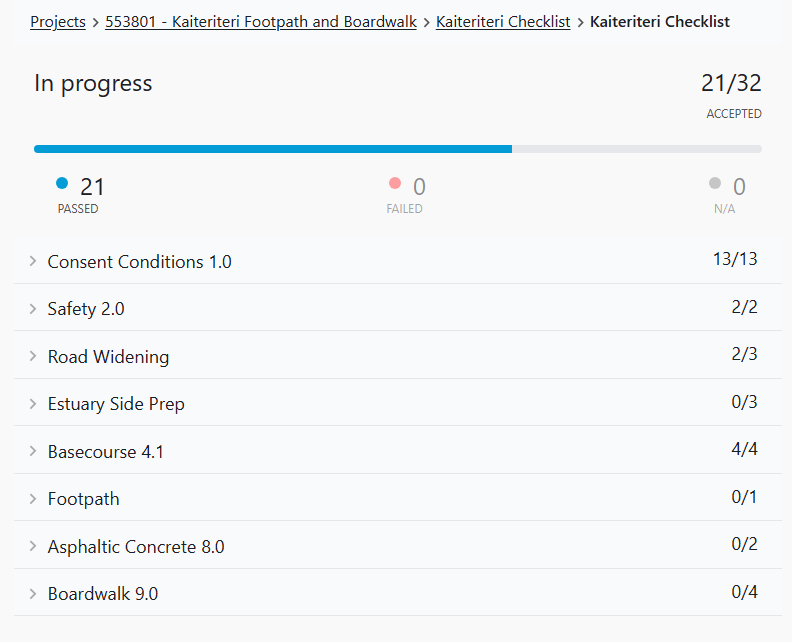 Projects > 553801 - Kaiteriteri Footpath and Boardwalk > Kaiteriteri Checklist > Kaiteriteri Checklist
In progress 21/32
ACCEPTED
21 0 0
PASSED FAILED N/A
Consent Conditions 1.0 13/13
Safety 2.0 2/2
Road Widening 2/3
Estuary Side Prep 0/3
Basecourse 4.1 4/4
Footpath 0/1
Asphaltic Concrete 8.0 0/2
Boardwalk 9.0 0/4